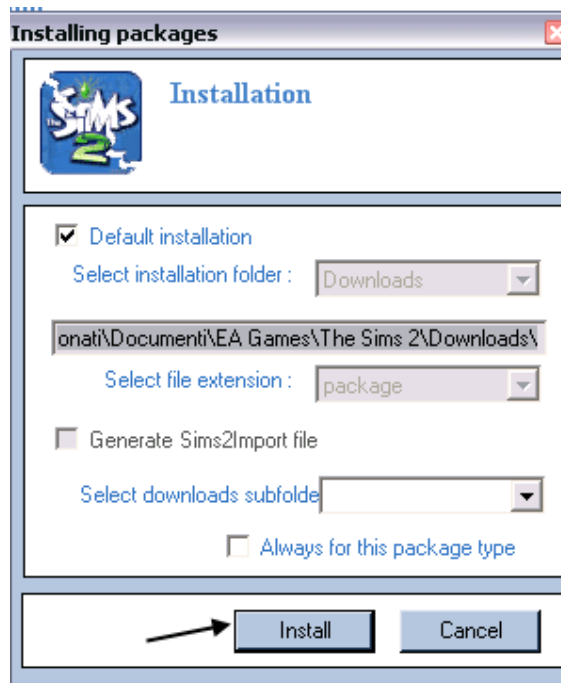 Installing packages
THE SIMS 2
Installation
Default installation
Select installation folder : Downloads
onati\Documenti\EA Games\The Sims 2\Downloads\
Select file extension : package
Generate Sims2Import file
Select downloads subfolde
Always for this package type
Install Cancel